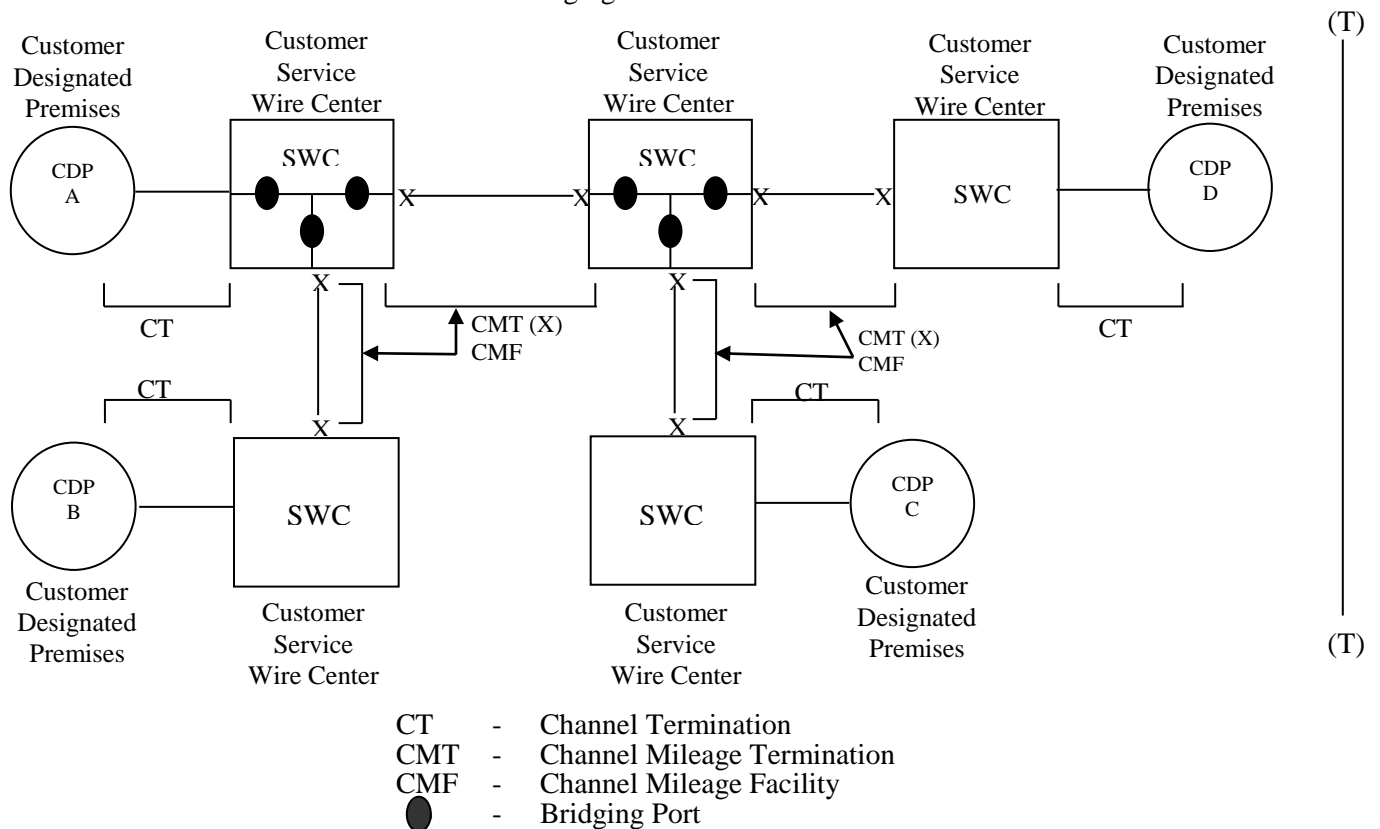 (T)
Customer
Designated
Premises
Customer
Service
Wire Center
Customer
Service
Wire Center
Customer
Service
Wire Center
Customer
Designated
Premises
CDP
A
SWC
X
X
SWC
X
X
SWC
CDP
D
X
X
CT
CMT (X)
CMF
CMT (X)
CMF
CT
CT
CT
X
X
CDP
B
SWC
SWC
CDP
C
Customer
Designated
Premises
Customer
Service
Wire Center
Customer
Service
Wire Center
Customer
Designated
Premises
(T)
CT - Channel Termination
CMT - Channel Mileage Termination
CMF - Channel Mileage Facility
- Bridging Port